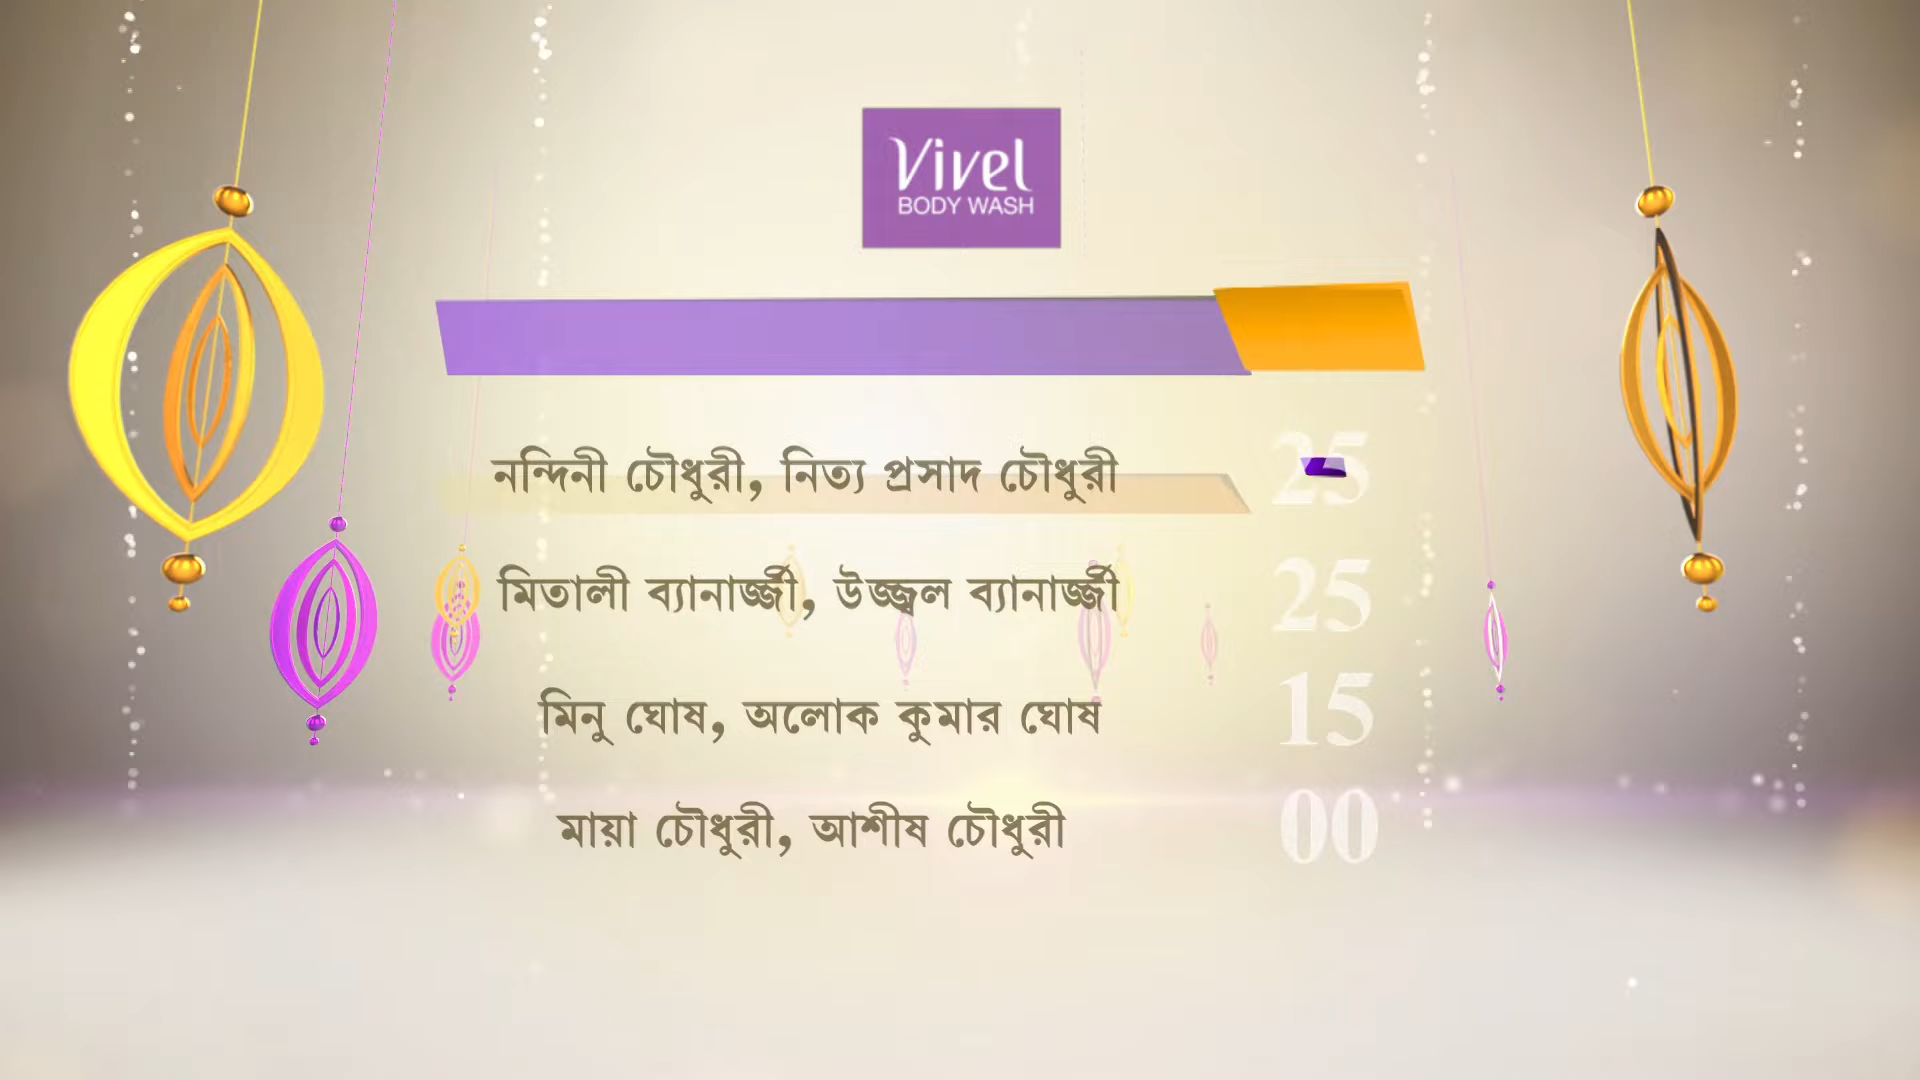 Vivel
BODY WASH
নন্দিনী চৌধুরী, নিত্য প্রসাদ চৌধুরী 25
মিতালী ব্যানার্জ্জী, উজ্জ্বল ব্যানার্জ্জী 25
মিনু ঘোষ, অলোক কুমার ঘোষ 15
মায়া চৌধুরী, আশীষ চৌধুরী 00